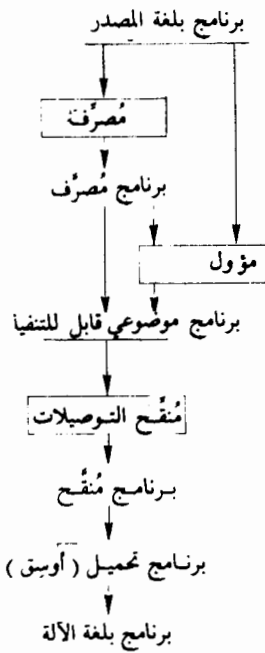 برنامج بلغة المصدر
مُصرِّف
برنامج مُصرَّف
مؤول
برنامج موضوعي قابل للتنفيذ
مُنقِّح التوصيلات
برنامج مُنقَّح
برنامج تحميل (أوسِق)
برنامج بلغة الآلة